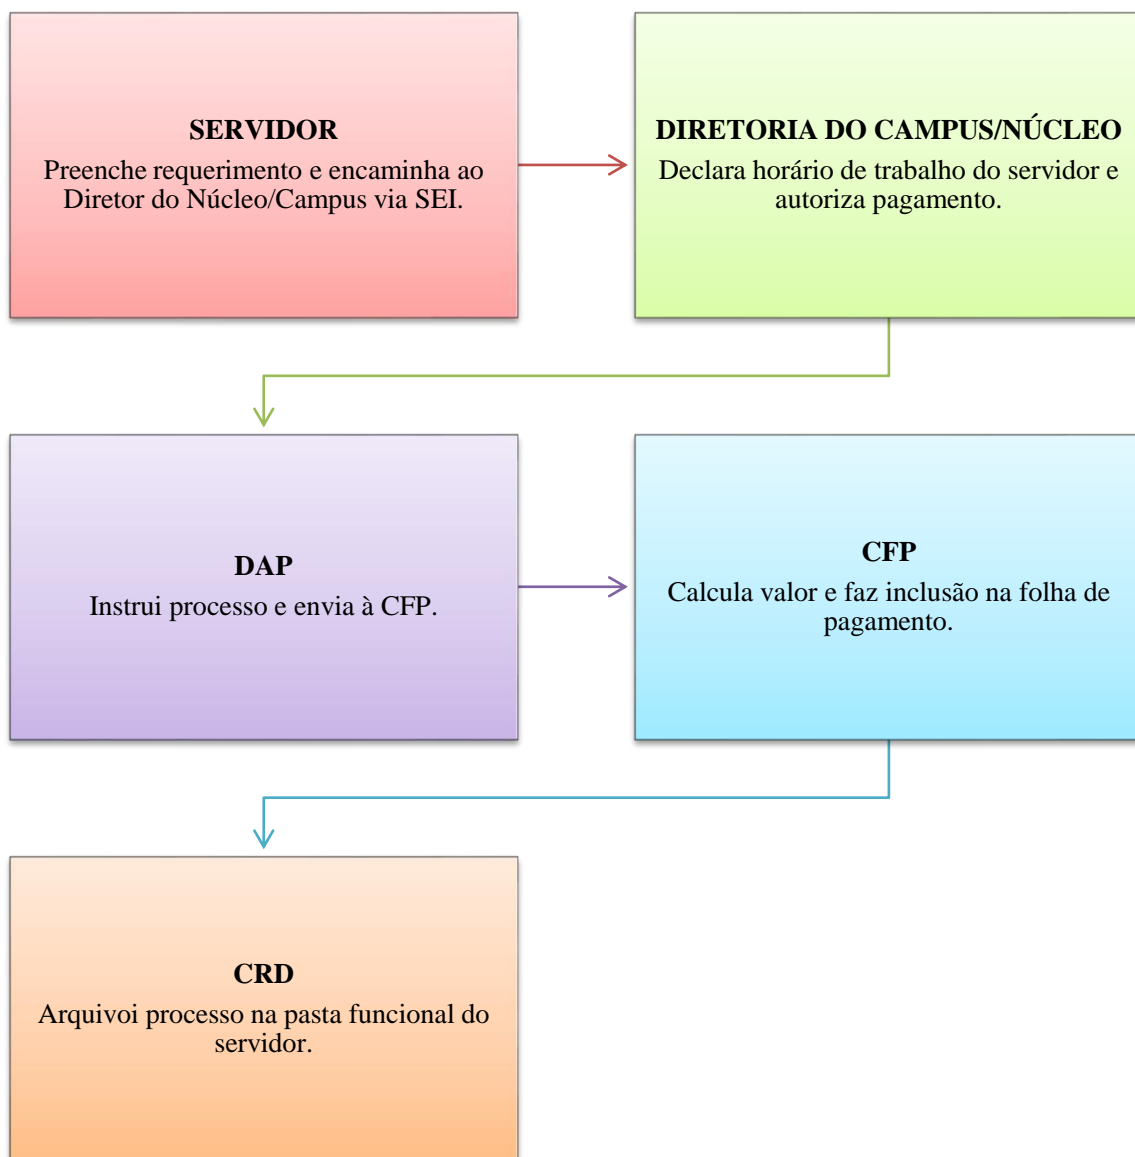 SERVIDOR
Preenche requerimento e encaminha ao
Diretor do Núcleo/Campus via SEI.
DIRETORIA DO CAMPUS/NÚCLEO
Declara horário de trabalho do servidor e
autoriza pagamento.
DAP
Instrui processo e envia à CFP.
CFP
Calcula valor e faz inclusão na folha de
pagamento.
CRD
Arquivoi processo na pasta funcional do
servidor.